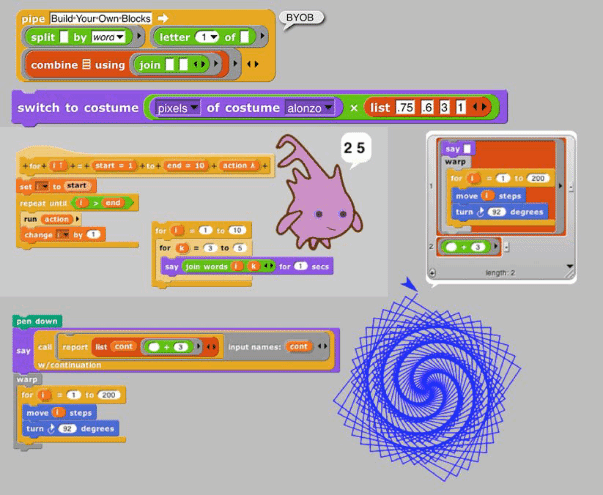 pipe Build-Your-Own-Blocks
BYOB
split by word letter 1 of
combine using join
switch to costume pixels of costume alonzo × list .75 .6 3 1
+ for + i ↑ + = + start = 1 + to + end = 10 + action λ +
set i to start
repeat until i > end
run action
change i by 1
for i = 1 to 10
for k = 3 to 5
say join words i k for 1 secs
2 5
1
say
warp
for i = 1 to 200
move i steps
turn 92 degrees
2
+ 3
length: 2
pen down
say call report list cont + 3 input names: cont
w/continuation
warp
for i = 1 to 200
move i steps
turn 92 degrees